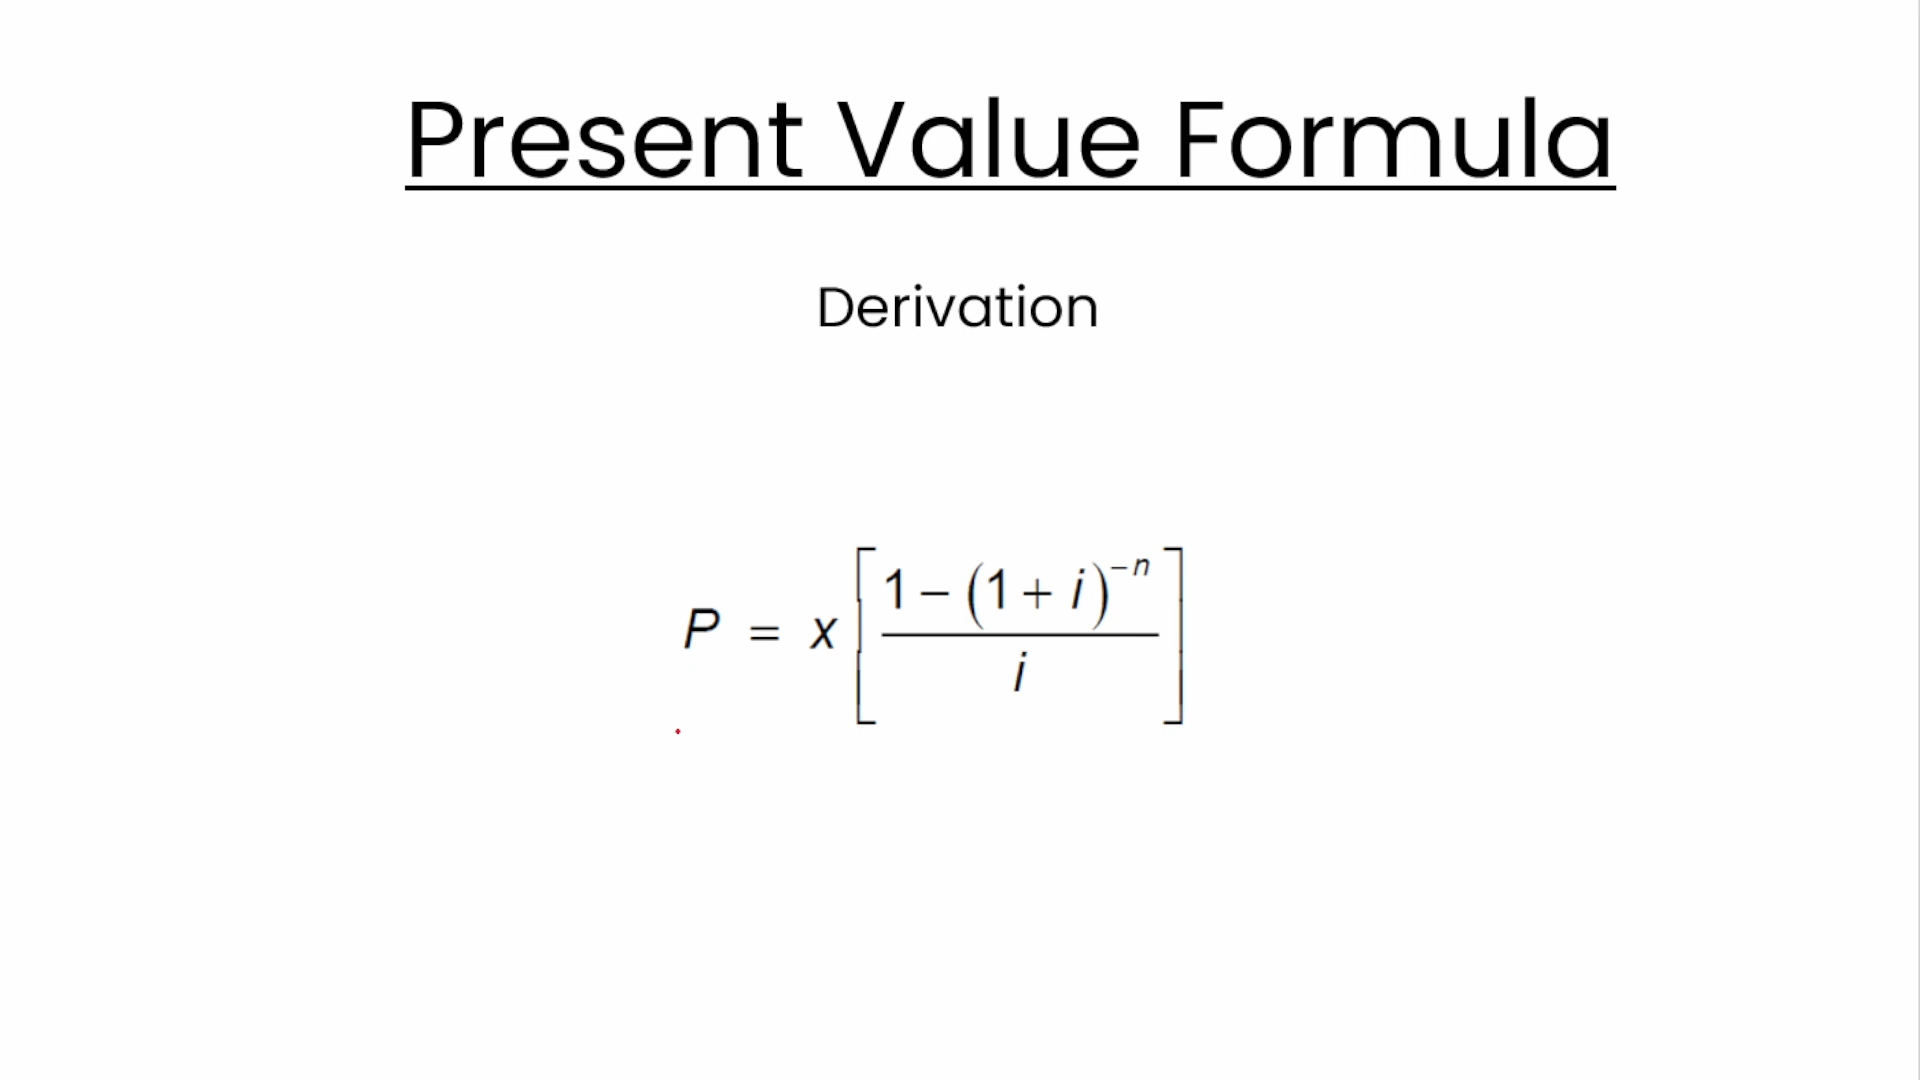 Present Value Formula
Derivation
P = x [ (1 − (1 + i)^−n) / i ]